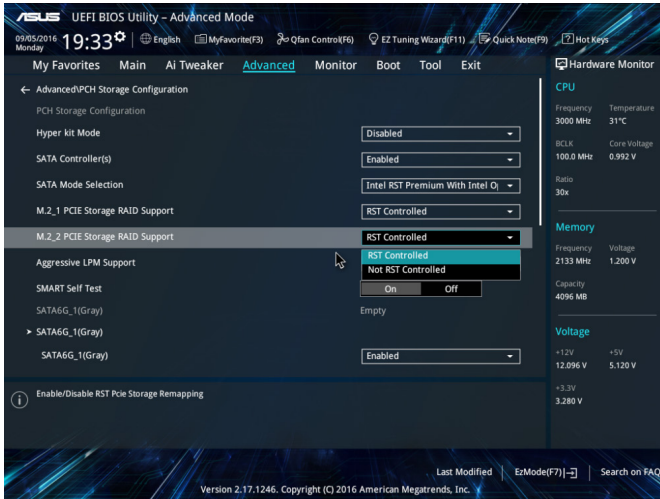 ASUS UEFI BIOS Utility – Advanced Mode
09/05/2016 Monday 19:33 English MyFavorite(F3) Qfan Control(F6) EZ Tuning Wizard(F11) Quick Note(F9) Hot Keys
My Favorites Main Ai Tweaker Advanced Monitor Boot Tool Exit
Hardware Monitor
← Advanced\PCH Storage Configuration
PCH Storage Configuration
Hyper kit Mode Disabled
SATA Controller(s) Enabled
SATA Mode Selection Intel RST Premium With Intel O
M.2_1 PCIE Storage RAID Support RST Controlled
M.2_2 PCIE Storage RAID Support RST Controlled
RST Controlled
Not RST Controlled
Aggressive LPM Support
SMART Self Test On Off
SATA6G_1(Gray) Empty
> SATA6G_1(Gray)
SATA6G_1(Gray) Enabled
Enable/Disable RST Pcie Storage Remapping
CPU
Frequency Temperature
3000 MHz 31°C
BCLK Core Voltage
100.0 MHz 0.992 V
Ratio
30x
Memory
Frequency Voltage
2133 MHz 1.200 V
Capacity
4096 MB
Voltage
+12V +5V
12.096 V 5.120 V
+3.3V
3.280 V
Last Modified EzMode(F7) Search on FAQ
Version 2.17.1246. Copyright (C) 2016 American Megatrends, Inc.